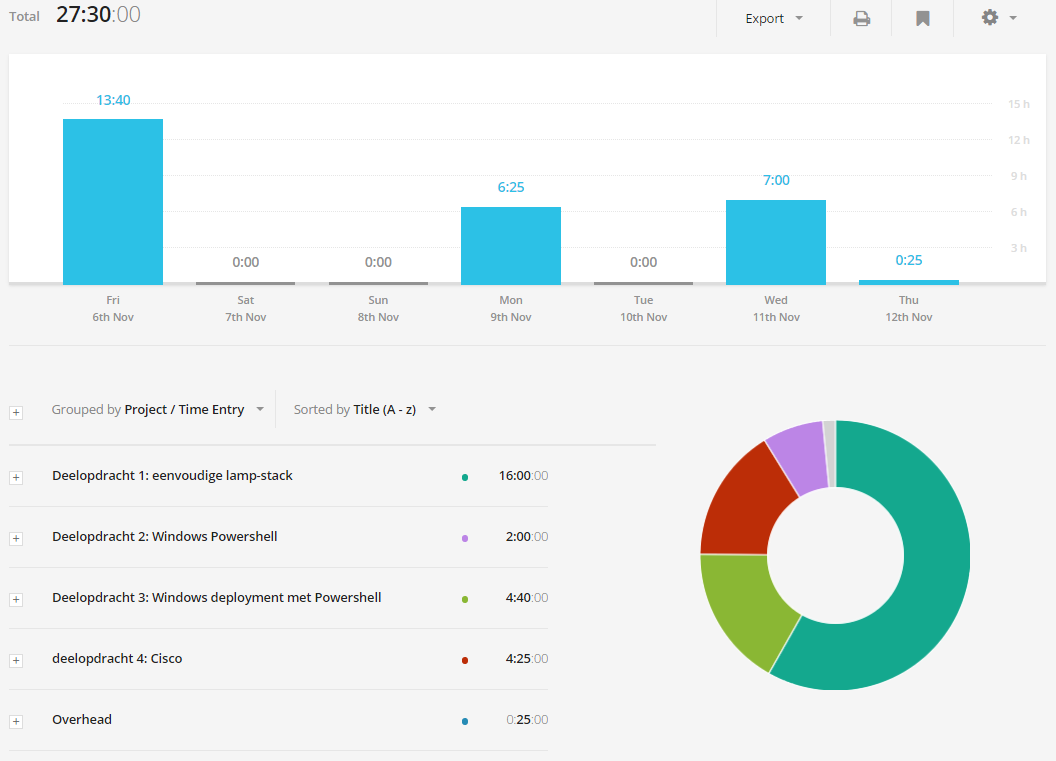 Total 27:30:00 Export
13:40
15 h
12 h
9 h
7:00
6:25
6 h
3 h
0:00 0:00 0:00 0:25
Fri Sat Sun Mon Tue Wed Thu
6th Nov 7th Nov 8th Nov 9th Nov 10th Nov 11th Nov 12th Nov
Grouped by Project / Time Entry Sorted by Title (A - z)
Deelopdracht 1: eenvoudige lamp-stack 16:00:00
Deelopdracht 2: Windows Powershell 2:00:00
Deelopdracht 3: Windows deployment met Powershell 4:40:00
deelopdracht 4: Cisco 4:25:00
Overhead 0:25:00